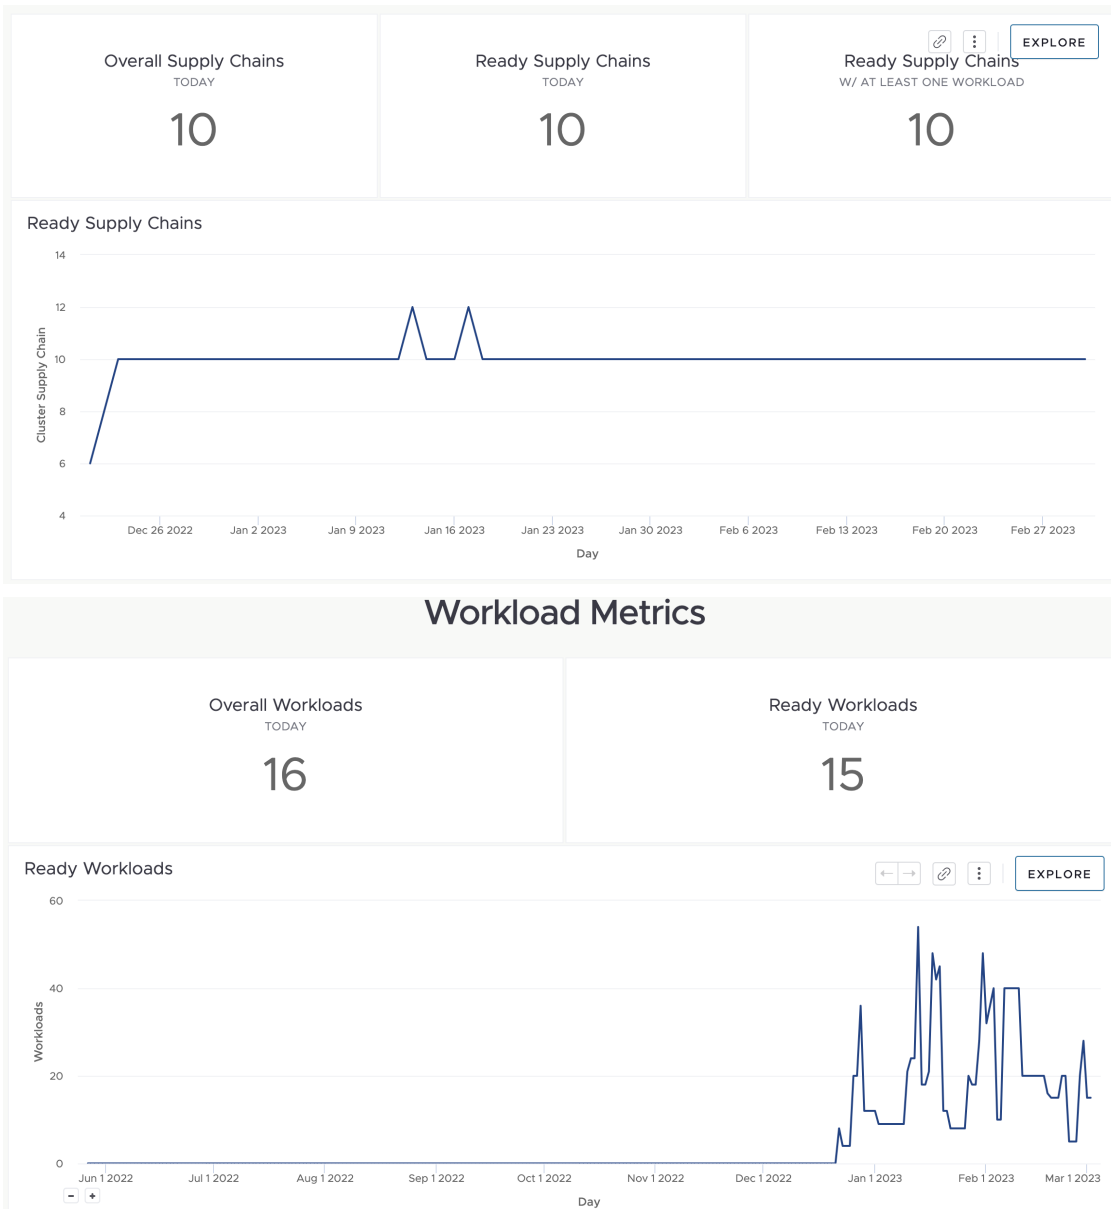 Overall Supply Chains
TODAY
10
Ready Supply Chains
TODAY
10
EXPLORE
Ready Supply Chains
W/ AT LEAST ONE WORKLOAD
10
Ready Supply Chains
14
12
10
8
6
4
Cluster Supply Chain
Dec 26 2022 Jan 2 2023 Jan 9 2023 Jan 16 2023 Jan 23 2023 Jan 30 2023 Feb 6 2023 Feb 13 2023 Feb 20 2023 Feb 27 2023
Day
Workload Metrics
Overall Workloads
TODAY
16
Ready Workloads
TODAY
15
Ready Workloads
EXPLORE
60
40
20
0
Workloads
Jun 1 2022 Jul 1 2022 Aug 1 2022 Sep 1 2022 Oct 1 2022 Nov 1 2022 Dec 1 2022 Jan 1 2023 Feb 1 2023 Mar 1 2023
Day